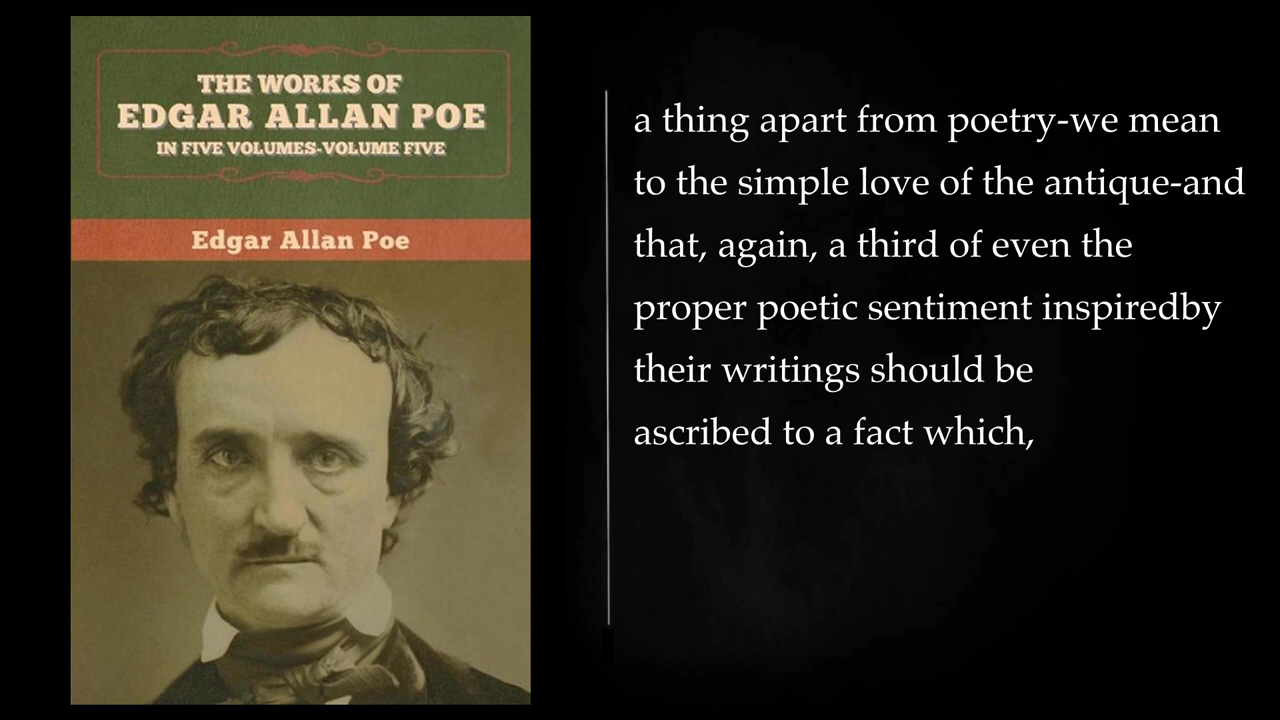 THE WORKS OF
EDGAR ALLAN POE
IN FIVE VOLUMES-VOLUME FIVE
Edgar Allan Poe
a thing apart from poetry-we mean
to the simple love of the antique-and
that, again, a third of even the
proper poetic sentiment inspiredby
their writings should be
ascribed to a fact which,